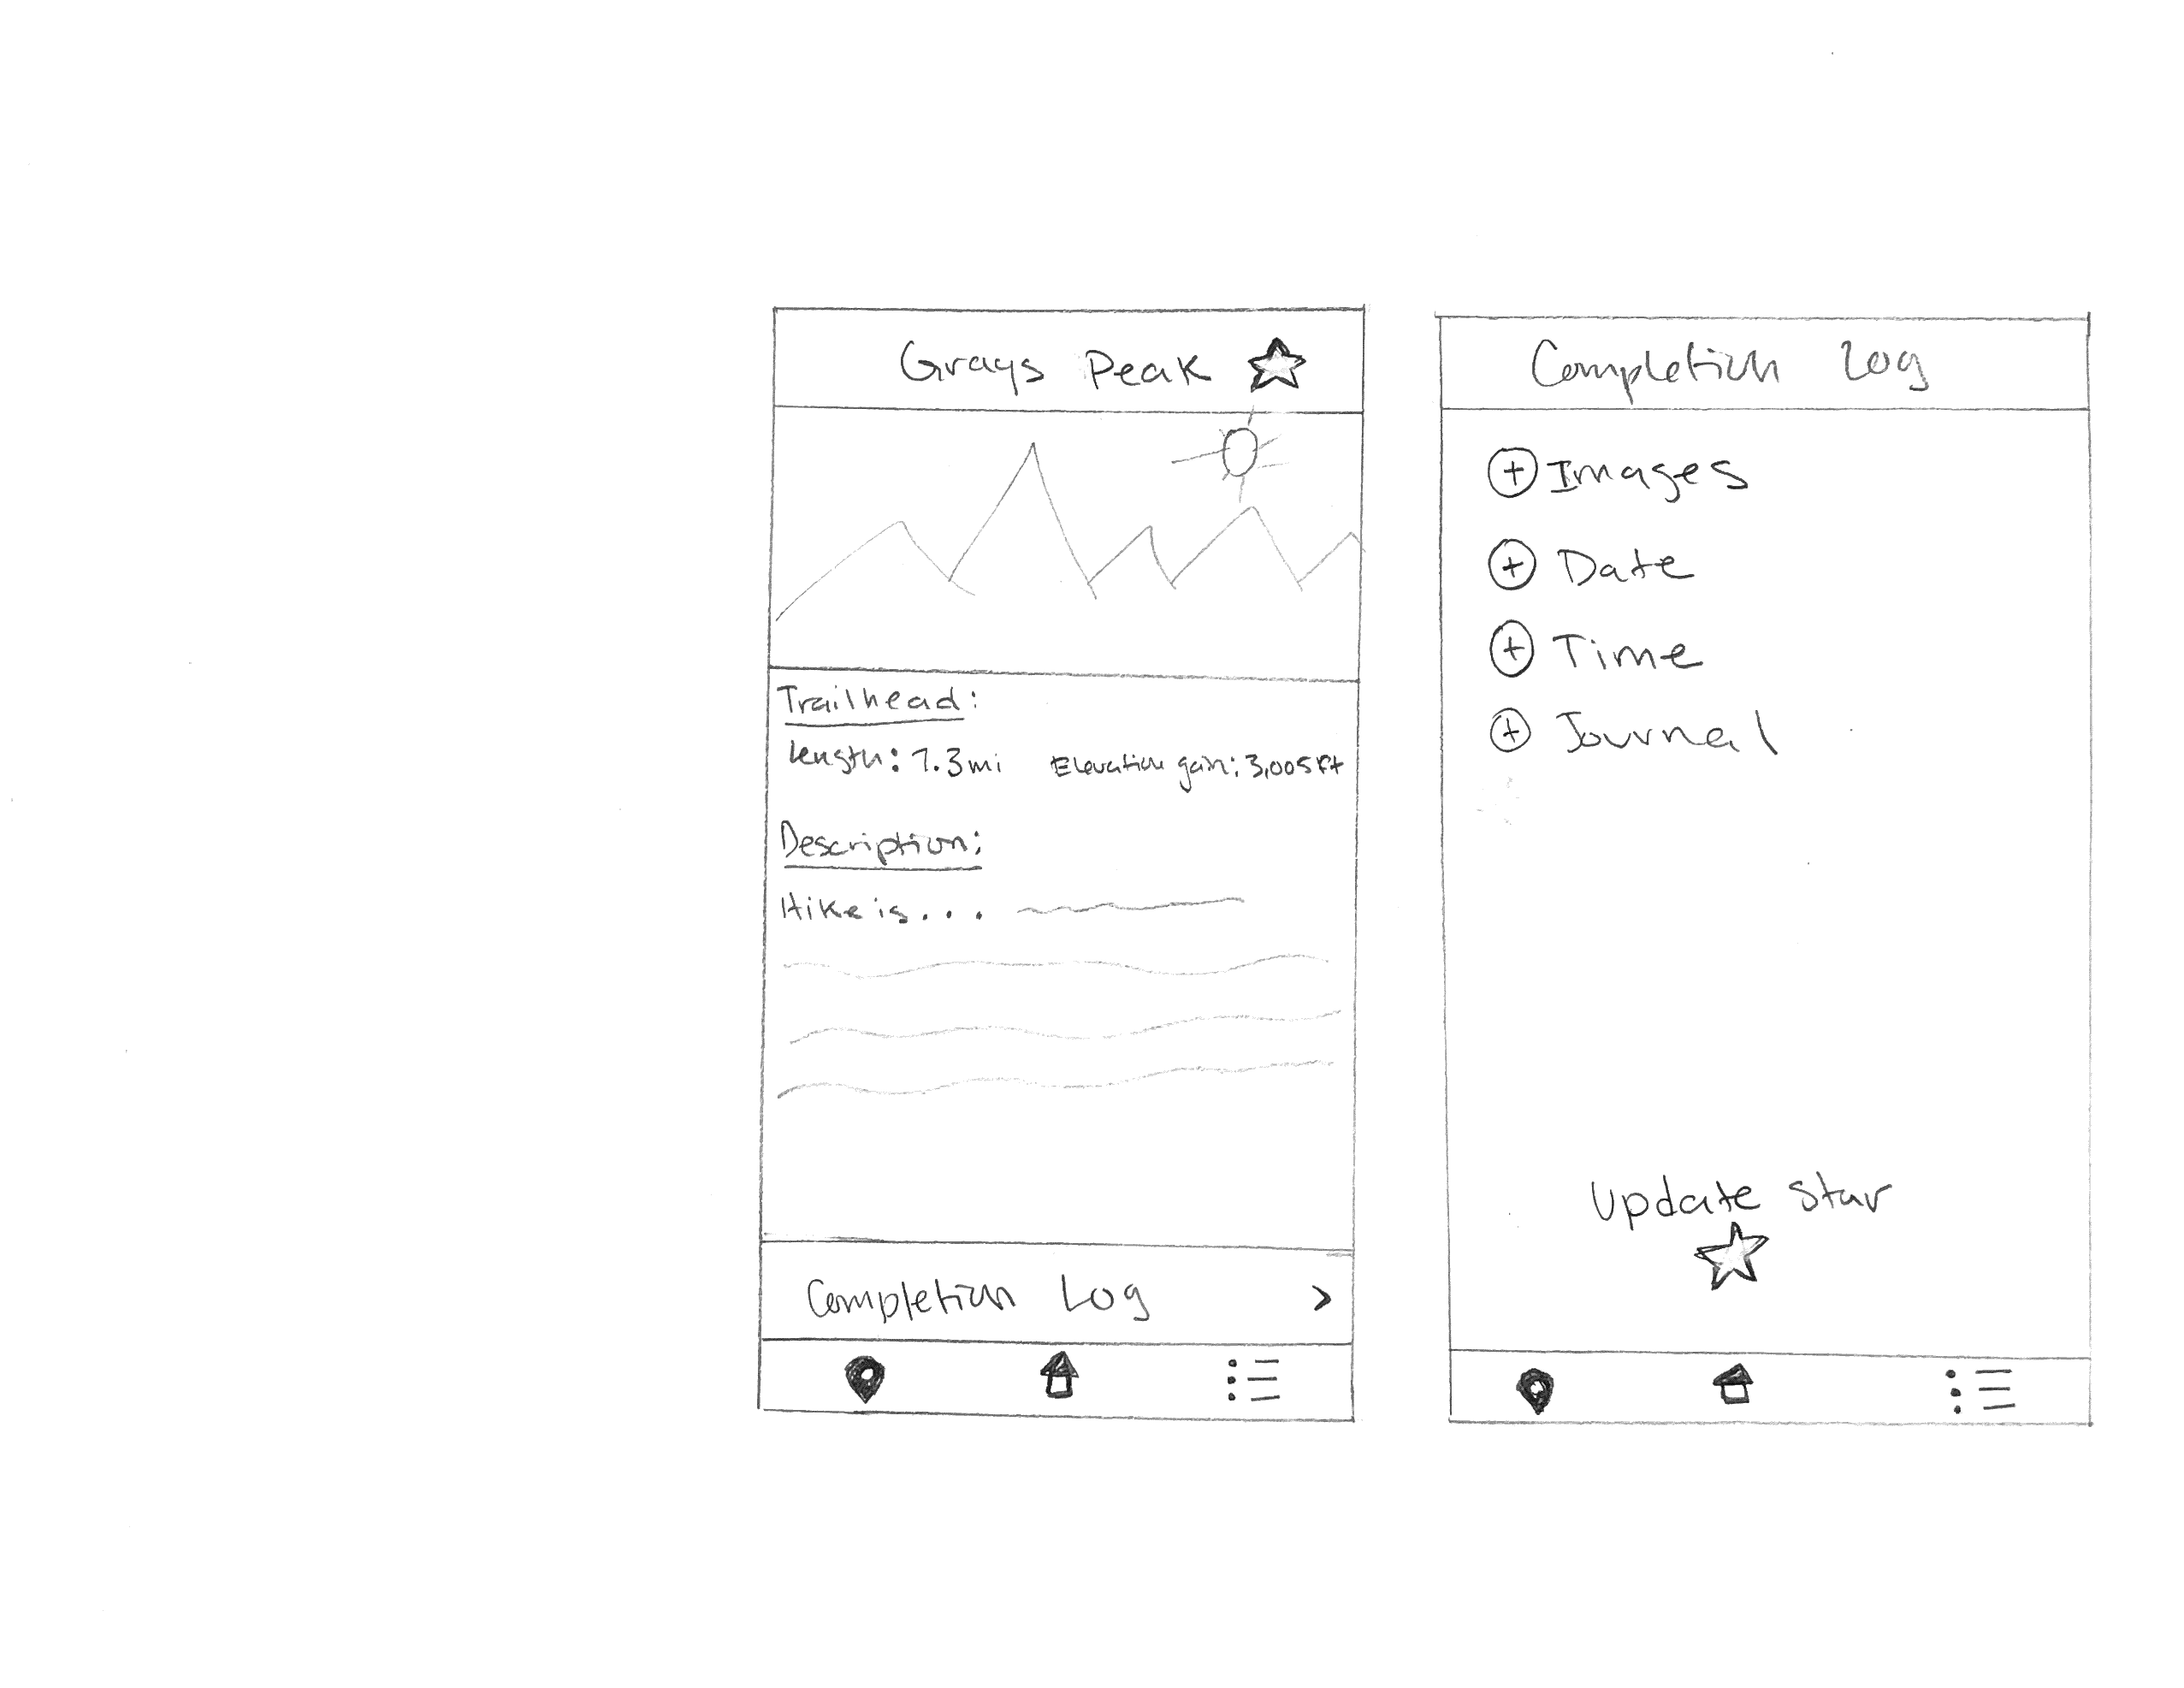 Grays Peak
Trailhead:
Length: 7.3mi Elevation gain: 3,005ft
Description:
Hike is...
Completion Log >
Completion Log
+ Images
+ Date
+ Time
+ Journal
Update Star